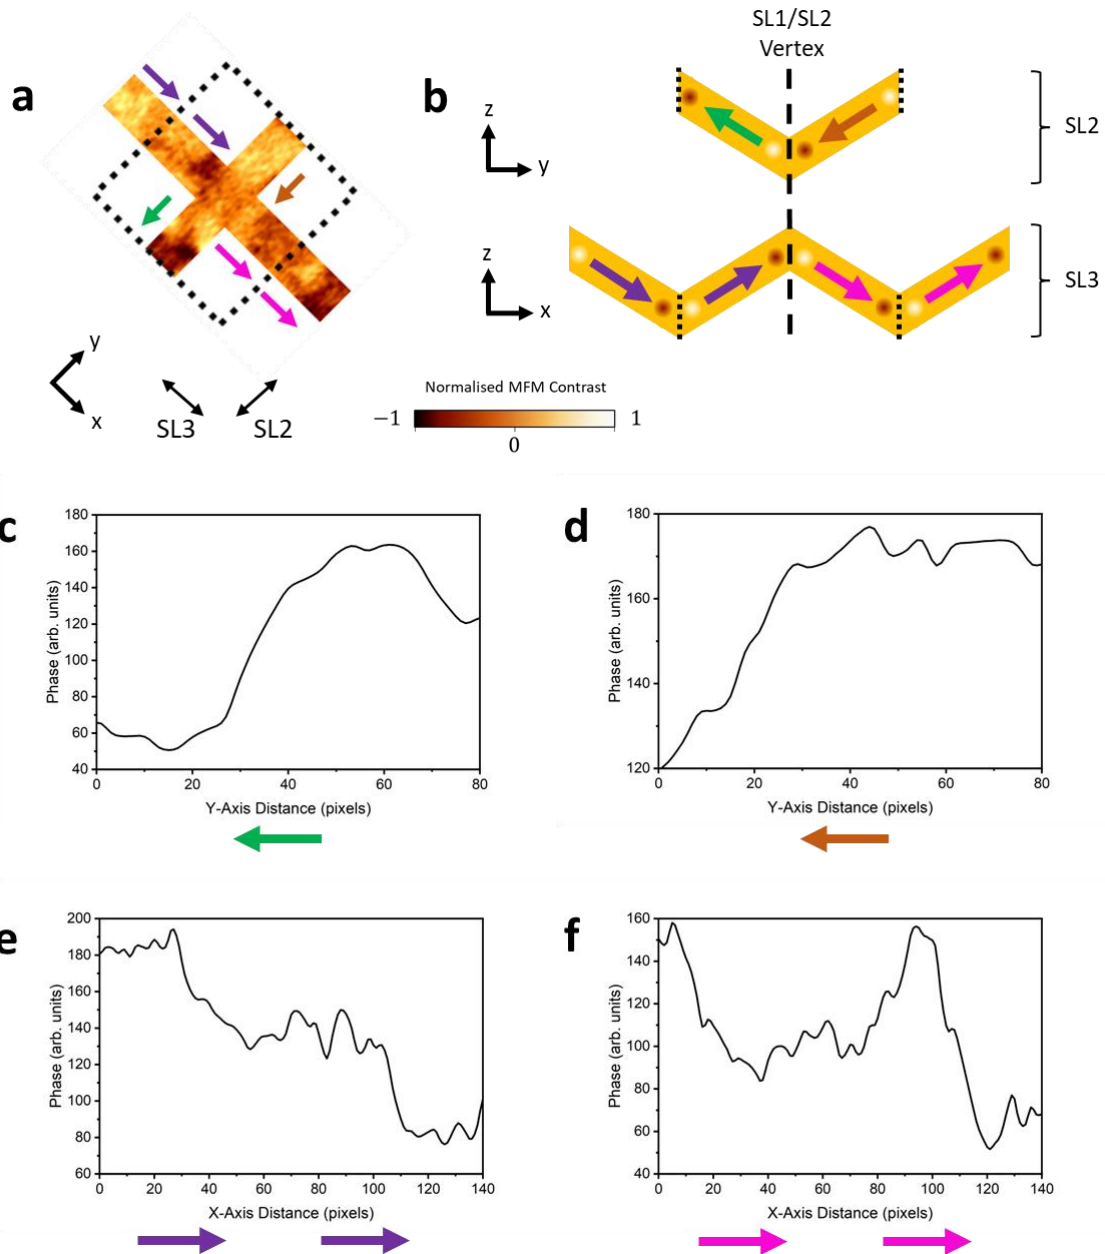 SL1/SL2
Vertex
a
b
z
y
SL2
z
x
SL3
y
x
SL3
SL2
Normalised MFM Contrast
−1
1
0
c
180
160
140
120
100
80
60
40
Phase (arb. units)
0
20
40
60
80
Y-Axis Distance (pixels)
d
180
160
140
120
Phase (arb. units)
0
20
40
60
80
Y-Axis Distance (pixels)
e
200
180
160
140
120
100
80
60
Phase (arb. units)
0
20
40
60
80
100
120
140
X-Axis Distance (pixels)
f
160
140
120
100
80
60
40
Phase (arb. units)
0
20
40
60
80
100
120
140
X-Axis Distance (pixels)